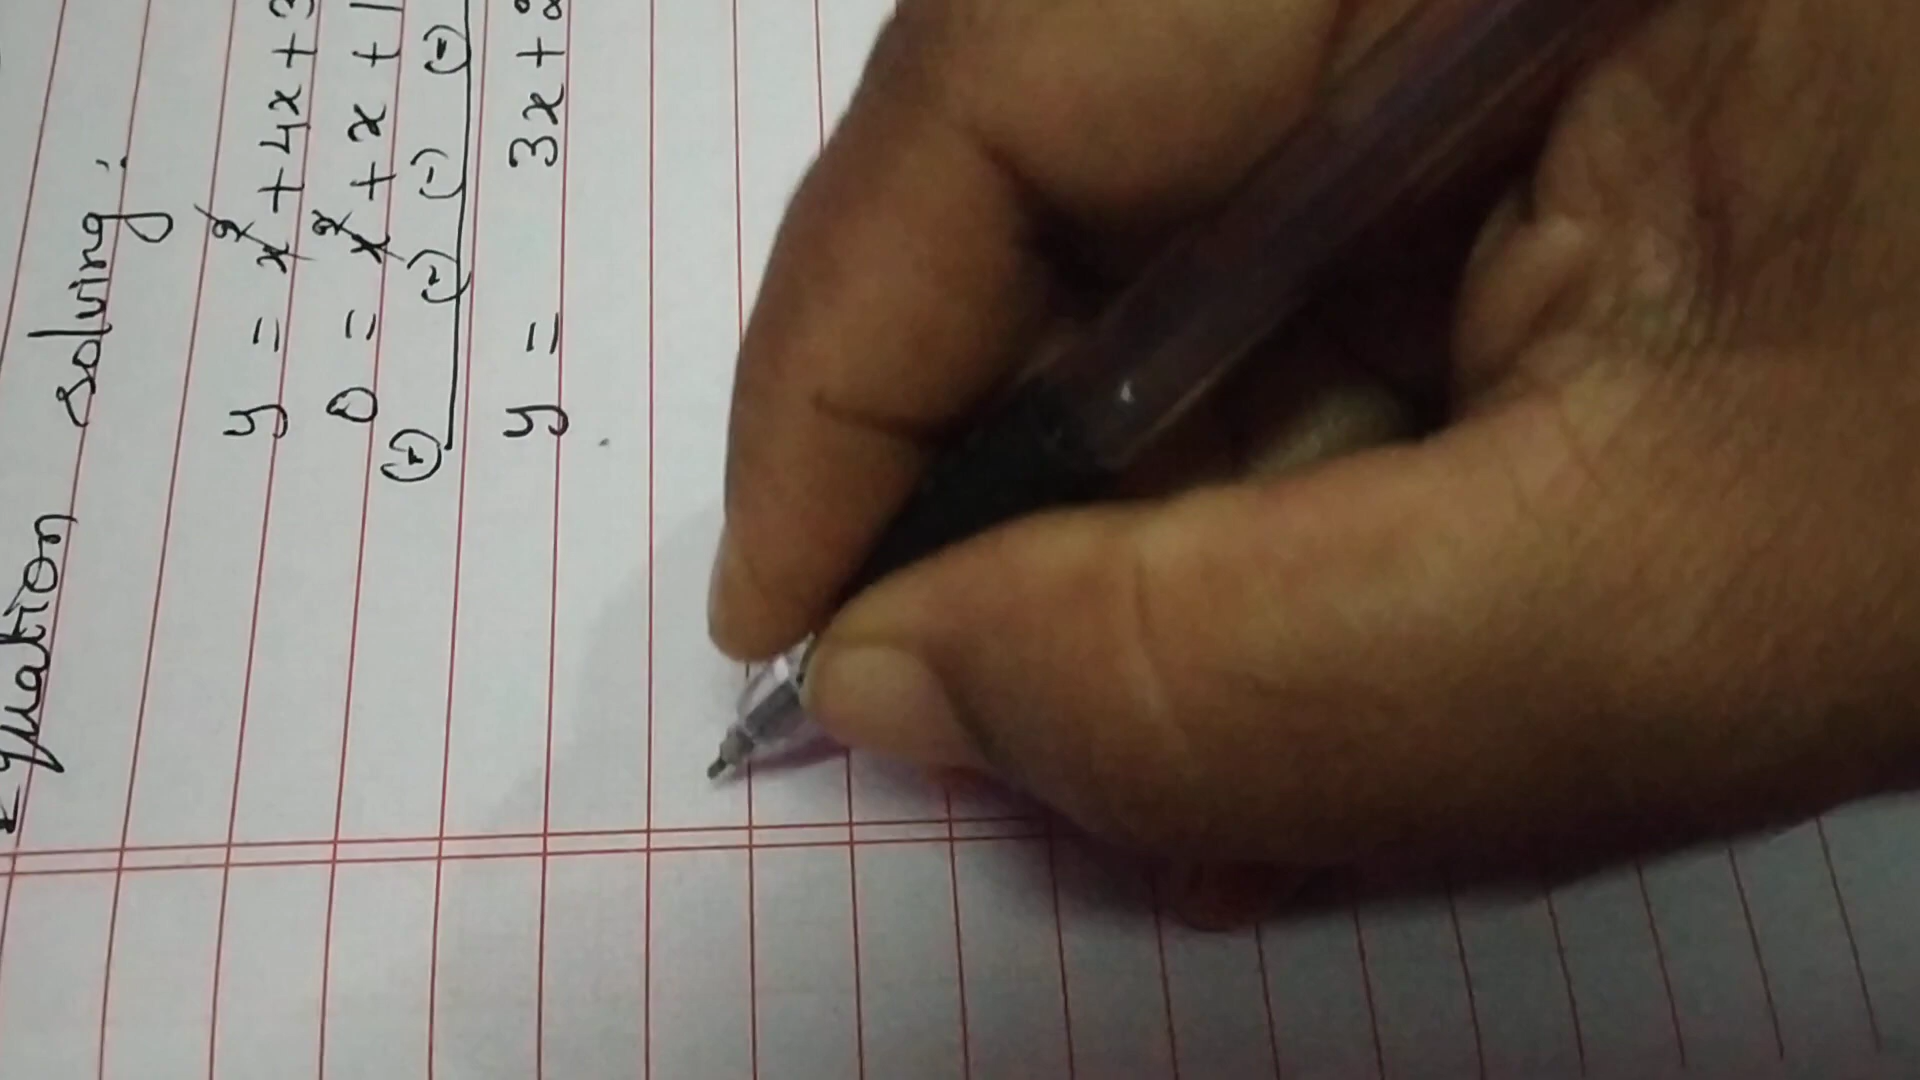 Equation solving:
y = x² + 4x + 3
0 = x² + x + 1
(-) (-) (-) (-)
y = 3x + 2